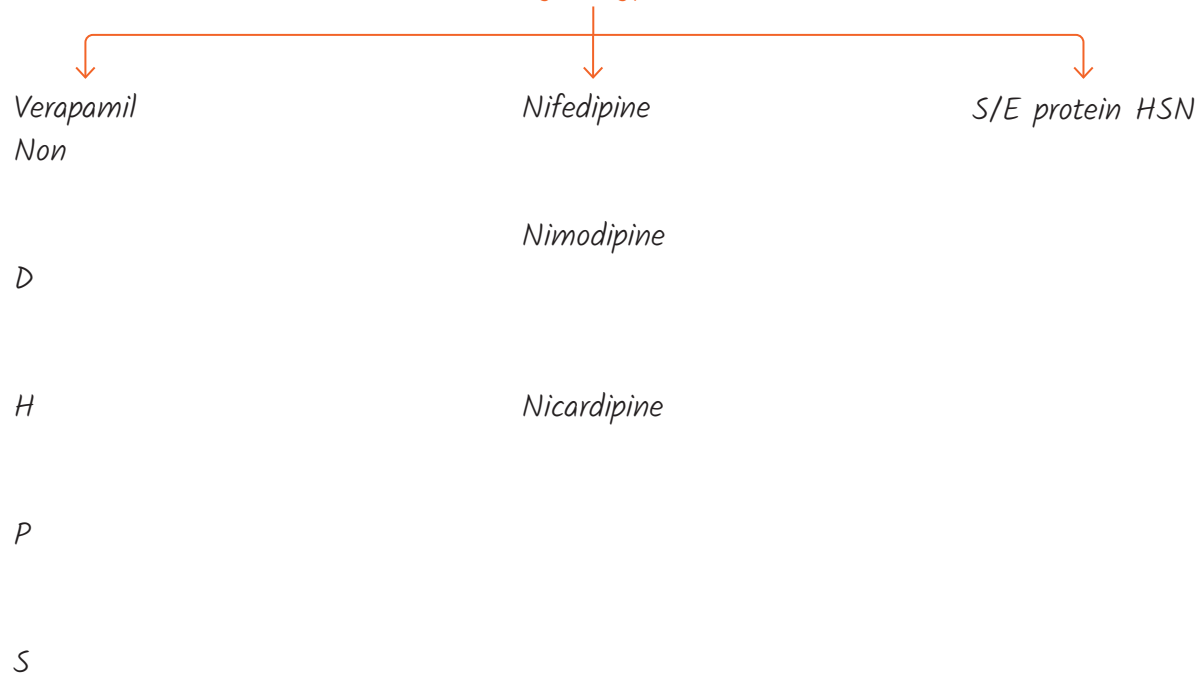 Verapamil
Non
D
H
P
S
Nifedipine
Nimodipine
Nicardipine
S/E protein HSN